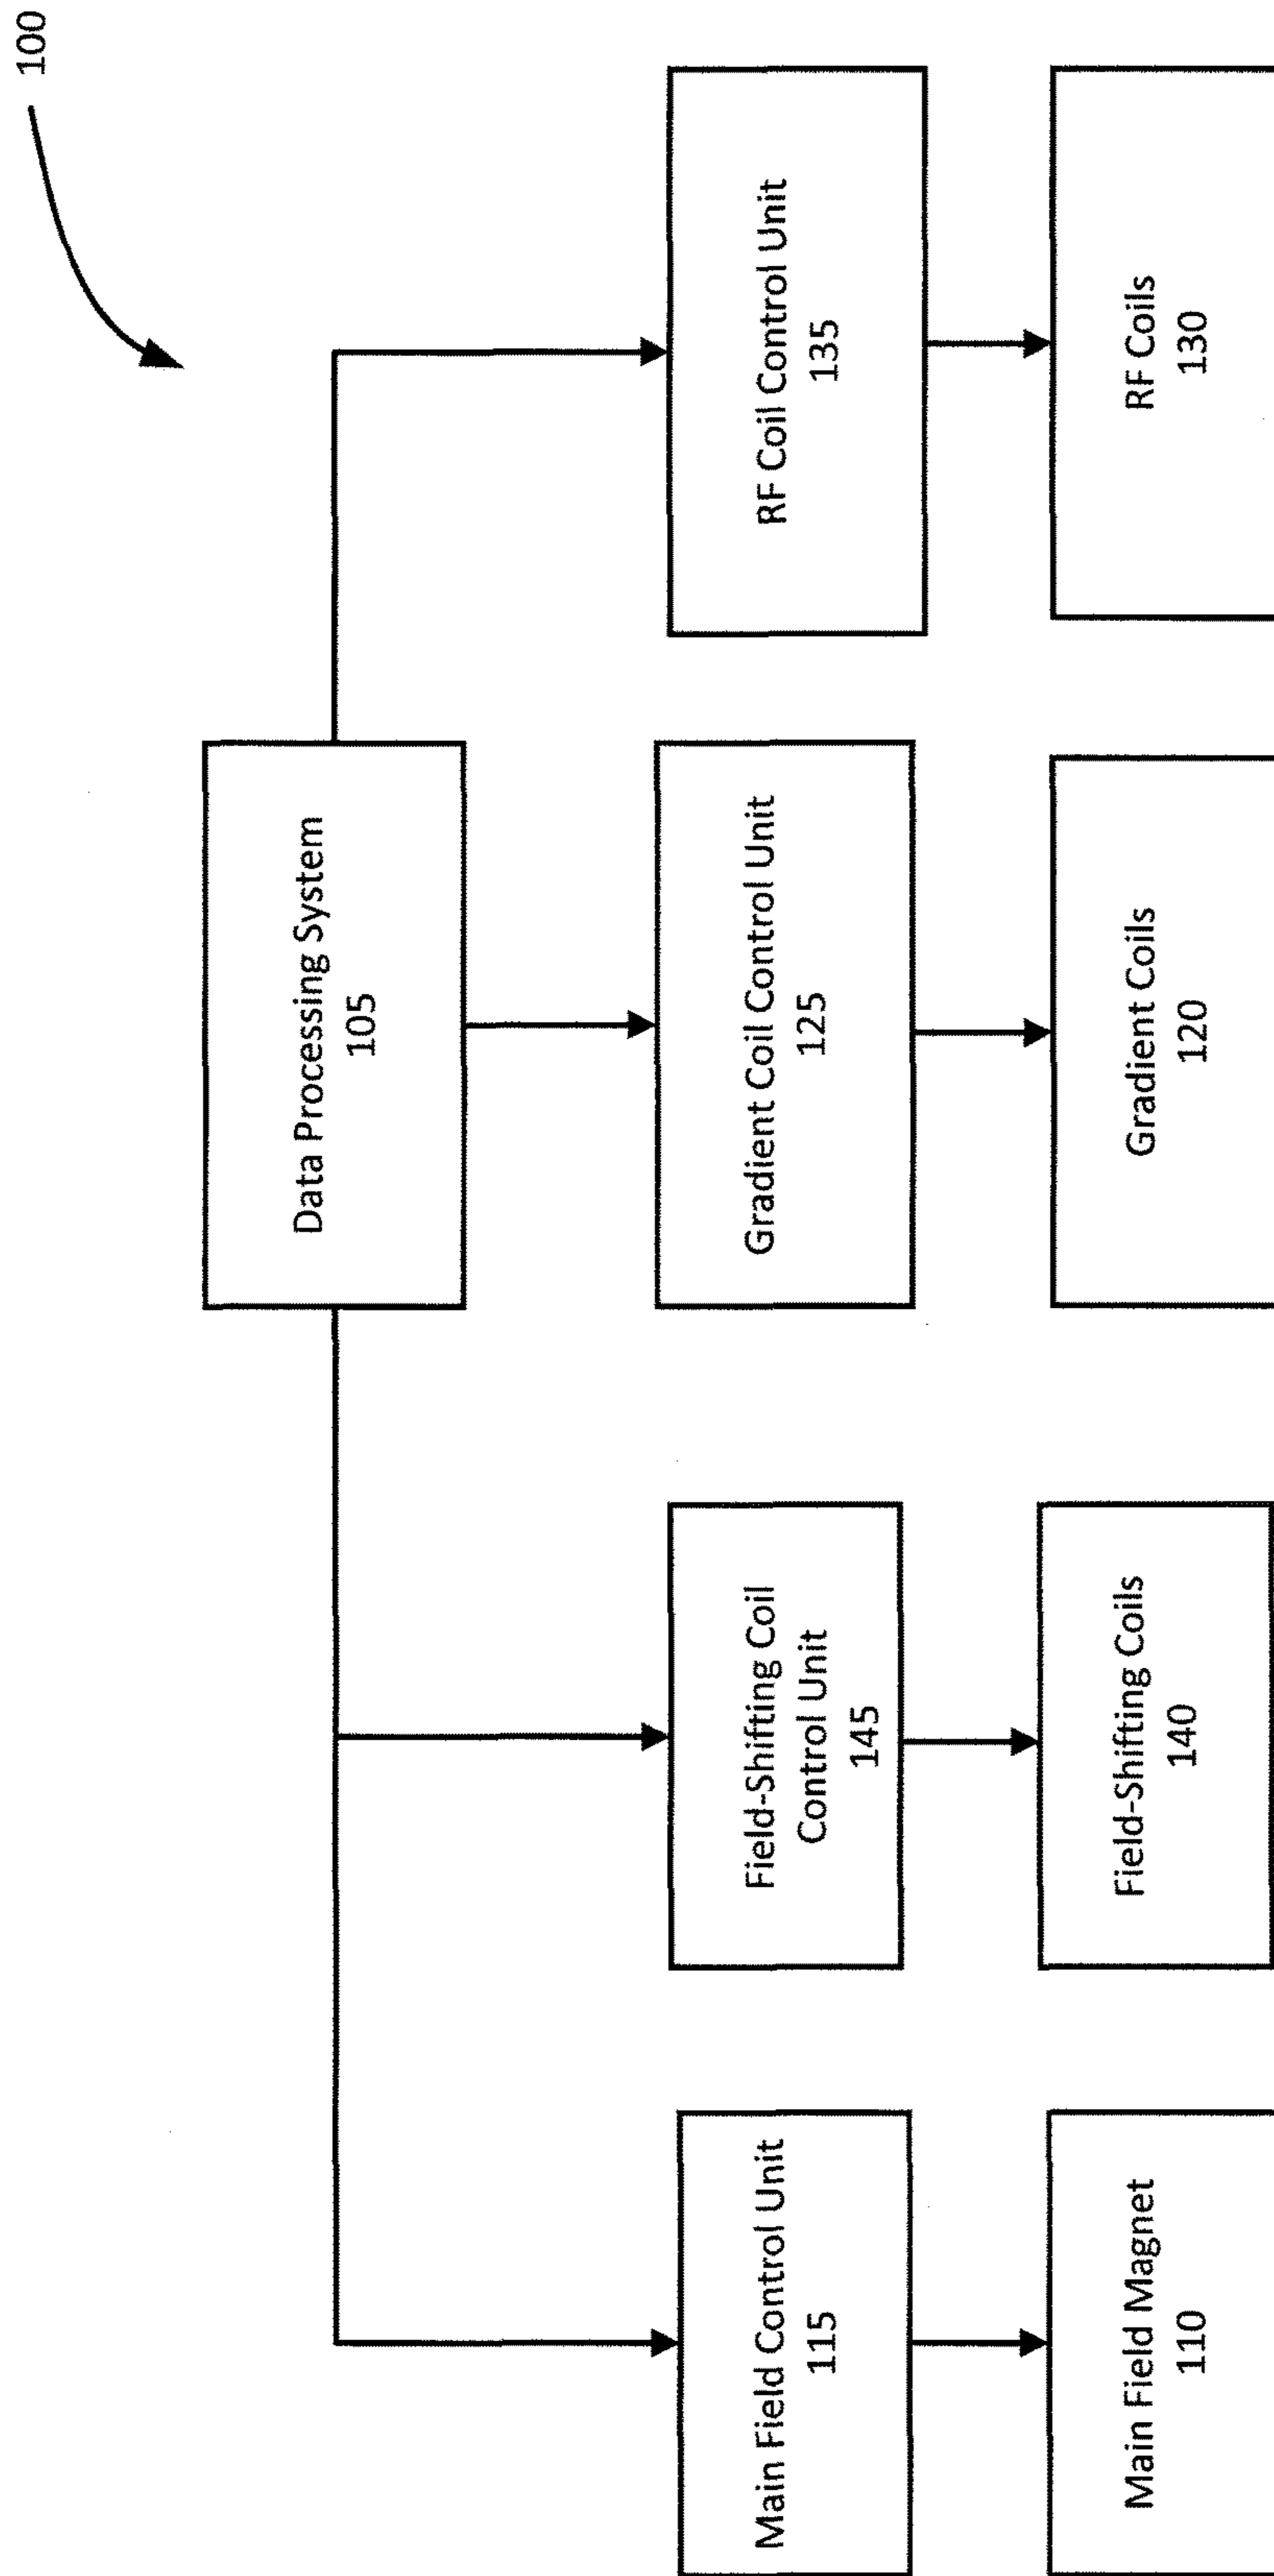 100
Data Processing System
105
Main Field Control Unit
115
Field-Shifting Coil
Control Unit
145
Gradient Coil Control Unit
125
RF Coil Control Unit
135
Main Field Magnet
110
Field-Shifting Coils
140
Gradient Coils
120
RF Coils
130